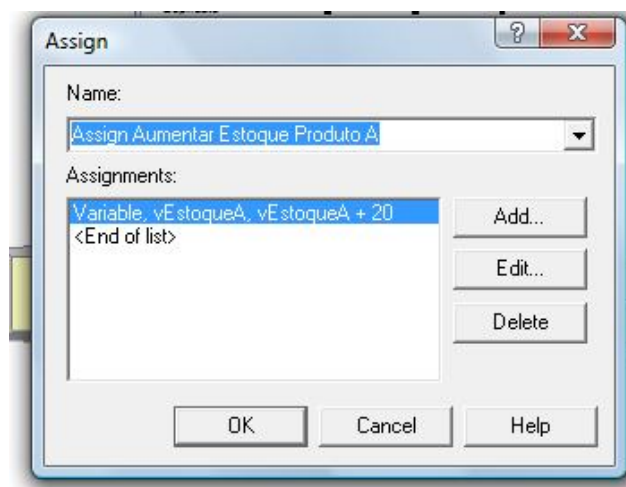 Assign
?
X
Name:
Assign Aumentar Estoque Produto A
Assignments:
Variable, vEstoqueA, vEstoqueA + 20
<End of list>
Add...
Edit...
Delete
OK
Cancel
Help